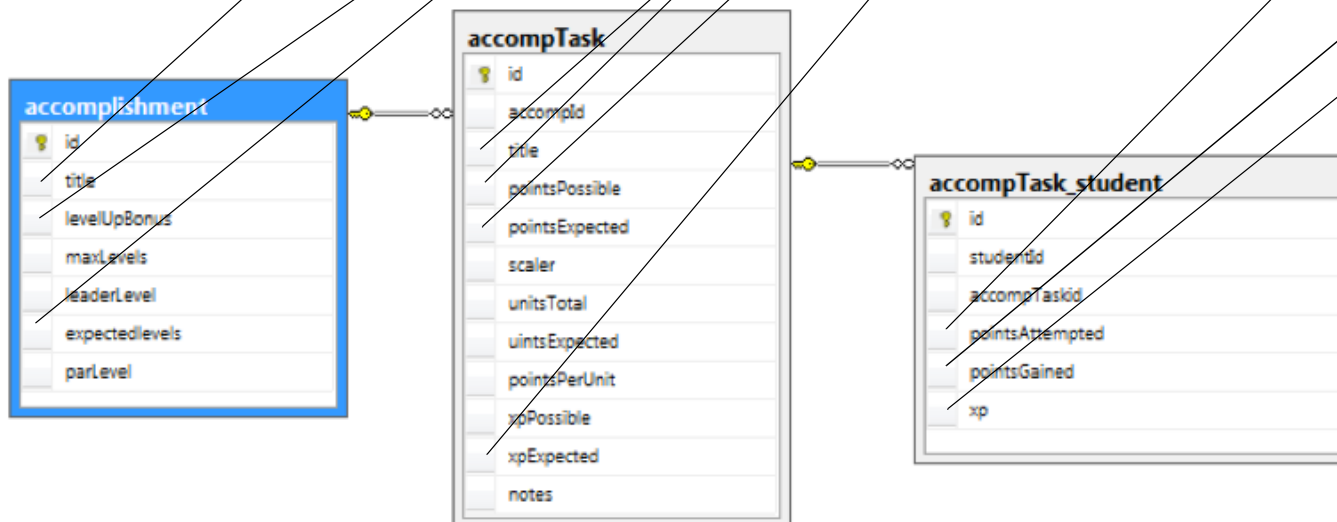 accomplishment
id
title
levelUpBonus
maxLevels
leaderLevel
expectedlevels
parLevel
accompTask
id
accompId
title
pointsPossible
pointsExpected
scaler
unitsTotal
uintsExpected
pointsPerUnit
xpPossible
xpExpected
notes
accompTask_student
id
studentId
accompTaskid
pointsAttempted
pointsGained
xp